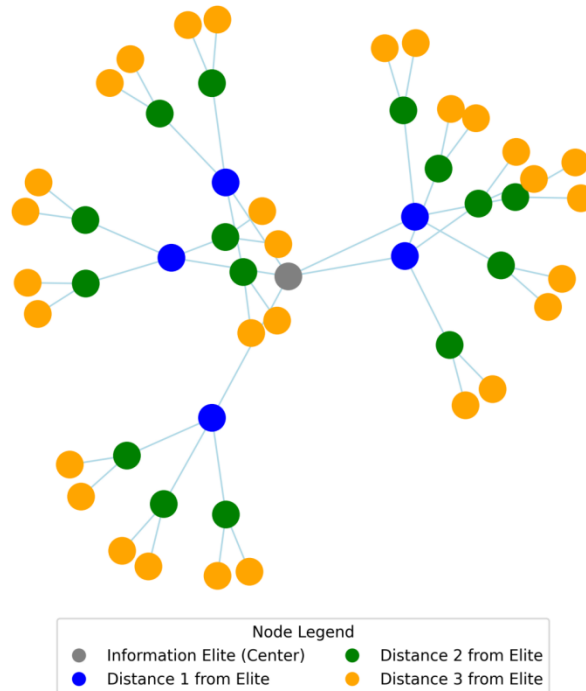 Node Legend
Information Elite (Center)
Distance 1 from Elite
Distance 2 from Elite
Distance 3 from Elite